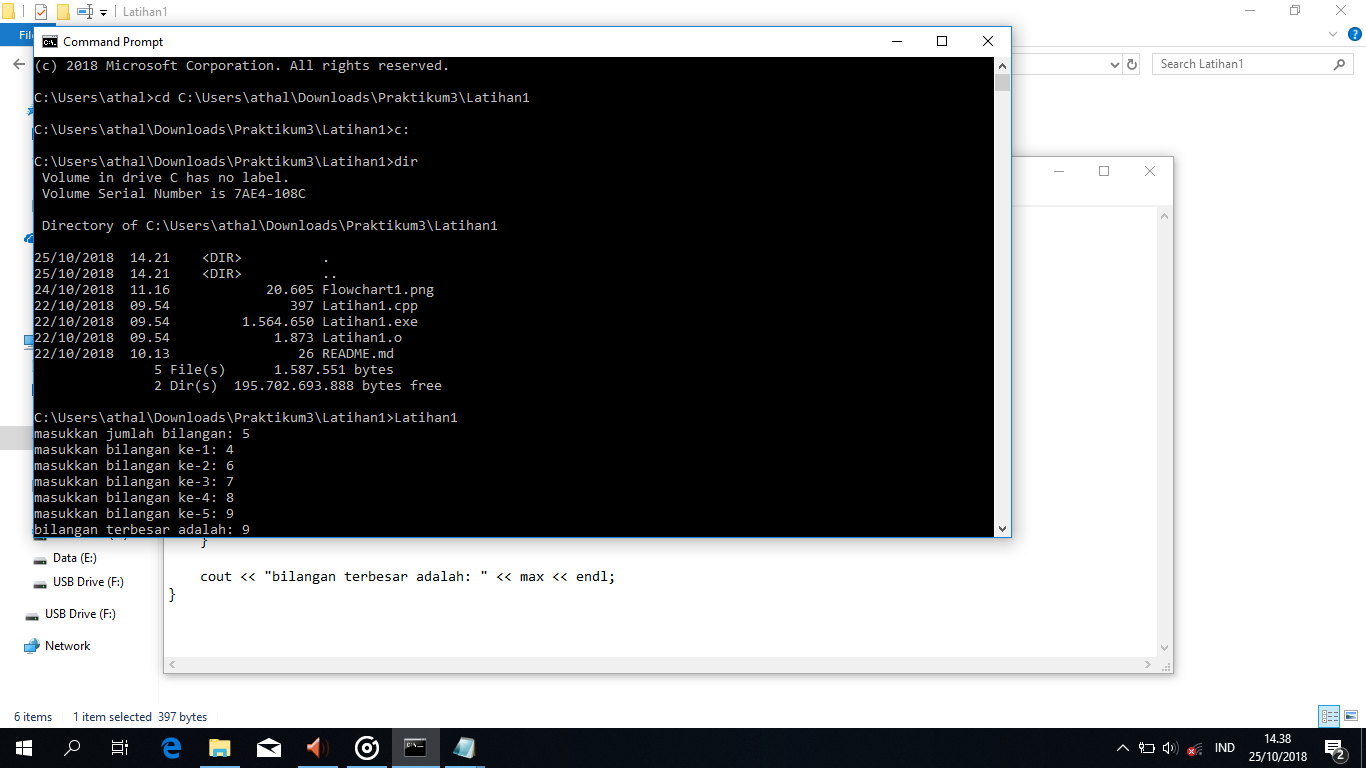 Latihan1
Fil
Command Prompt
Search Latihan1
(c) 2018 Microsoft Corporation. All rights reserved.
C:\Users\athal>cd C:\Users\athal\Downloads\Praktikum3\Latihan1
C:\Users\athal\Downloads\Praktikum3\Latihan1>c:
C:\Users\athal\Downloads\Praktikum3\Latihan1>dir
Volume in drive C has no label.
Volume Serial Number is 7AE4-108C
Directory of C:\Users\athal\Downloads\Praktikum3\Latihan1
25/10/2018  14.21    <DIR>          .
25/10/2018  14.21    <DIR>          ..
24/10/2018  11.16            20.605 Flowchart1.png
22/10/2018  09.54               397 Latihan1.cpp
22/10/2018  09.54         1.564.650 Latihan1.exe
22/10/2018  09.54             1.873 Latihan1.o
22/10/2018  10.13                26 README.md
5 File(s)      1.587.551 bytes
2 Dir(s)  195.702.693.888 bytes free
C:\Users\athal\Downloads\Praktikum3\Latihan1>Latihan1
masukkan jumlah bilangan: 5
masukkan bilangan ke-1: 4
masukkan bilangan ke-2: 6
masukkan bilangan ke-3: 7
masukkan bilangan ke-4: 8
masukkan bilangan ke-5: 9
bilangan terbesar adalah: 9
}
cout << "bilangan terbesar adalah: " << max << endl;
}
Data (E:)
USB Drive (F:)
USB Drive (F:)
Network
6 items
1 item selected 397 bytes
IND
14.38
25/10/2018
2